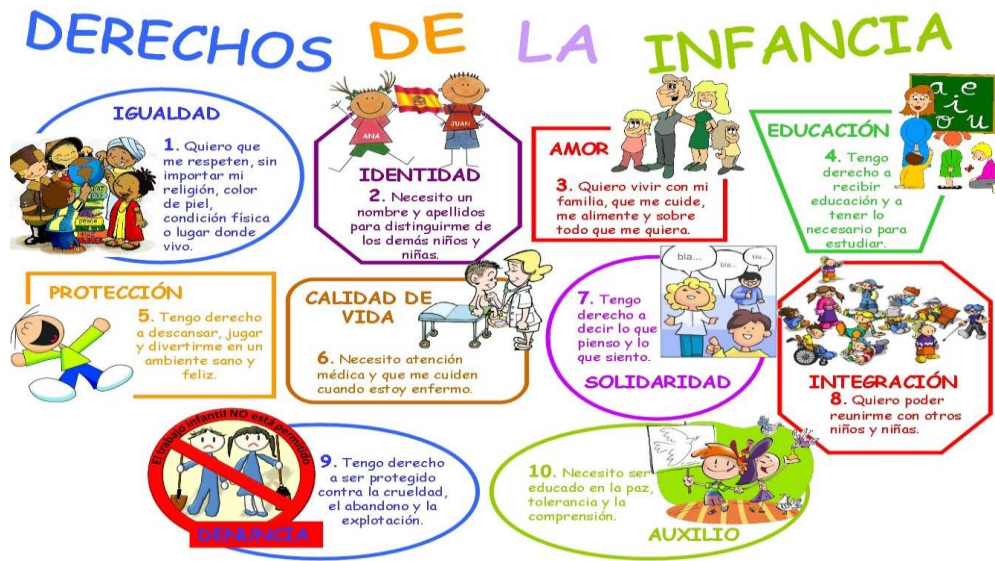 DERECHOS DE LA INFANCIA
IGUALDAD
1. Quiero que
me respeten, sin
importar mi
religión, color
de piel,
condición física
o lugar donde
vivo.
ANA
JUAN
IDENTIDAD
2. Necesito un
nombre y apellidos
para distinguirme de
los demás niños y
niñas.
AMOR
3. Quiero vivir con mi
familia, que me cuide,
me alimente y sobre
todo que me quiera.
a e
i
o u
EDUCACIÓN
4. Tengo
derecho a
recibir
educación y a
tener lo
necesario para
estudiar.
PROTECCIÓN
5. Tengo derecho
a descansar, jugar
y divertirme en un
ambiente sano y
feliz.
CALIDAD DE
VIDA
6. Necesito atención
médica y que me cuiden
cuando estoy enfermo.
bla...
bla...
bla...
7. Tengo
derecho a
decir lo que
pienso y lo
que siento.
SOLIDARIDAD
INTEGRACIÓN
8. Quiero poder
reunirme con otros
niños y niñas.
El trabajo infantil NO está permitido
9. Tengo derecho
a ser protegido
contra la crueldad,
el abandono y la
explotación.
DENUNCIA
10. Necesito ser
educado en la paz,
tolerancia y la
comprensión.
AUXILIO